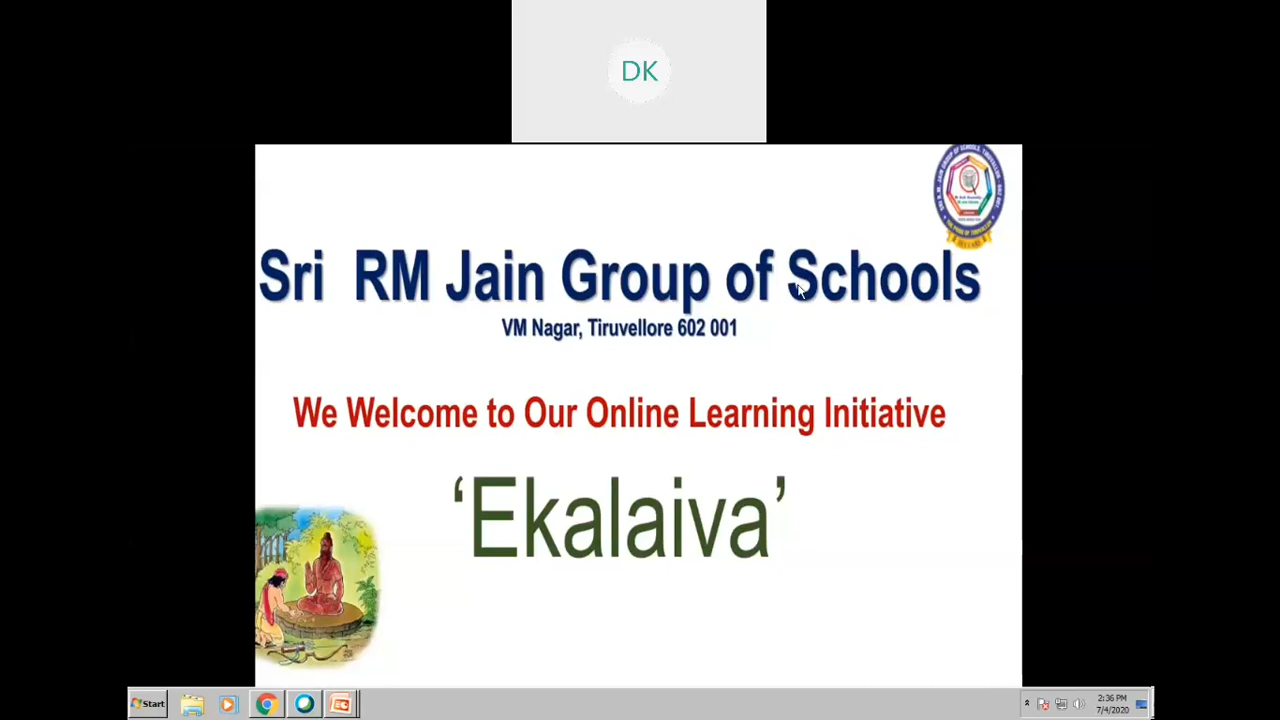 DK
Sri RM Jain Group of Schools
VM Nagar, Tiruvellore 602 001
We Welcome to Our Online Learning Initiative
‘Ekalaiva’
Start
2:36 PM
7/4/2020